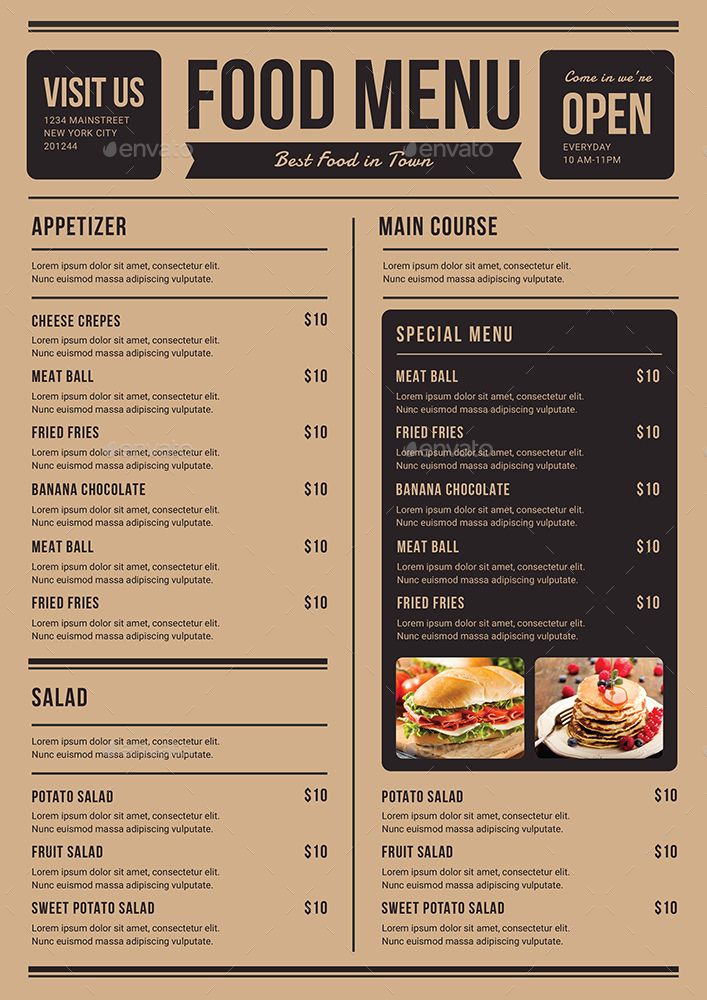 VISIT US
1234 MAINSTREET
NEW YORK CITY
201244
FOOD MENU
Best Food in Town
Come in we're
OPEN
EVERYDAY
10 AM-11PM
envato
envato
APPETIZER
Lorem ipsum dolor sit amet, consectetur elit.
Nunc euismod massa adipiscing vulputate.
CHEESE CREPES $10
Lorem ipsum dolor sit amet, consectetur elit.
Nunc euismod massa adipiscing vulputate.
MEAT BALL $10
Lorem ipsum dolor sit amet, consectetur elit.
Nunc euismod massa adipiscing vulputate.
FRIED FRIES $10
envato
Lorem ipsum dolor sit amet, consectetur elit.
Nunc euismod massa adipiscing vulputate.
BANANA CHOCOLATE $10
Lorem ipsum dolor sit amet, consectetur elit.
Nunc euismod massa adipiscing vulputate.
MEAT BALL $10
Lorem ipsum dolor sit amet, consectetur elit.
Nunc euismod massa adipiscing vulputate.
FRIED FRIES $10
Lorem ipsum dolor sit amet, consectetur elit.
Nunc euismod massa adipiscing vulputate.
SALAD
Lorem ipsum dolor sit amet, consectetur elit.
Nunc euismod massa adipiscing vulputate.
POTATO SALAD $10
Lorem ipsum dolor sit amet, consectetur elit.
Nunc euismod massa adipiscing vulputate.
FRUIT SALAD $10
Lorem ipsum dolor sit amet, consectetur elit.
Nunc euismod massa adipiscing vulputate.
SWEET POTATO SALAD $10
Lorem ipsum dolor sit amet, consectetur elit.
Nunc euismod massa adipiscing vulputate.
MAIN COURSE
Lorem ipsum dolor sit amet, consectetur elit.
Nunc euismod massa adipiscing vulputate.
SPECIAL MENU
MEAT BALL $10
Lorem ipsum dolor sit amet, consectetur elit.
Nunc euismod massa adipiscing vulputate.
FRIED FRIES $10
envato
Lorem ipsum dolor sit amet, consectetur elit.
Nunc euismod massa adipiscing vulputate.
BANANA CHOCOLATE $10
Lorem ipsum dolor sit amet, consectetur elit.
Nunc euismod massa adipiscing vulputate.
MEAT BALL $10
Lorem ipsum dolor sit amet, consectetur adipiscing elit.
Nunc euismod massa adipiscing vulputate.
FRIED FRIES $10
Lorem ipsum dolor sit amet, consectetur elit.
Nunc euismod massa adipiscing vulputate.
POTATO SALAD $10
Lorem ipsum dolor sit amet, consectetur elit.
Nunc euismod massa adipiscing vulputate.
FRUIT SALAD $10
Lorem ipsum dolor sit amet, consectetur elit.
Nunc euismod massa adipiscing vulputate.
SWEET POTATO SALAD $10
Lorem ipsum dolor sit amet, consectetur elit.
Nunc euismod massa adipiscing vulputate.